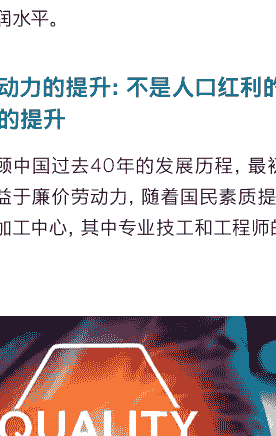 润水平。
动力的提升：不是人口红利的
的提升
顾中国过去40年的发展历程，最初
益于廉价劳动力，随着国民素质提
加工中心，其中专业技工和工程师的
QUALITY